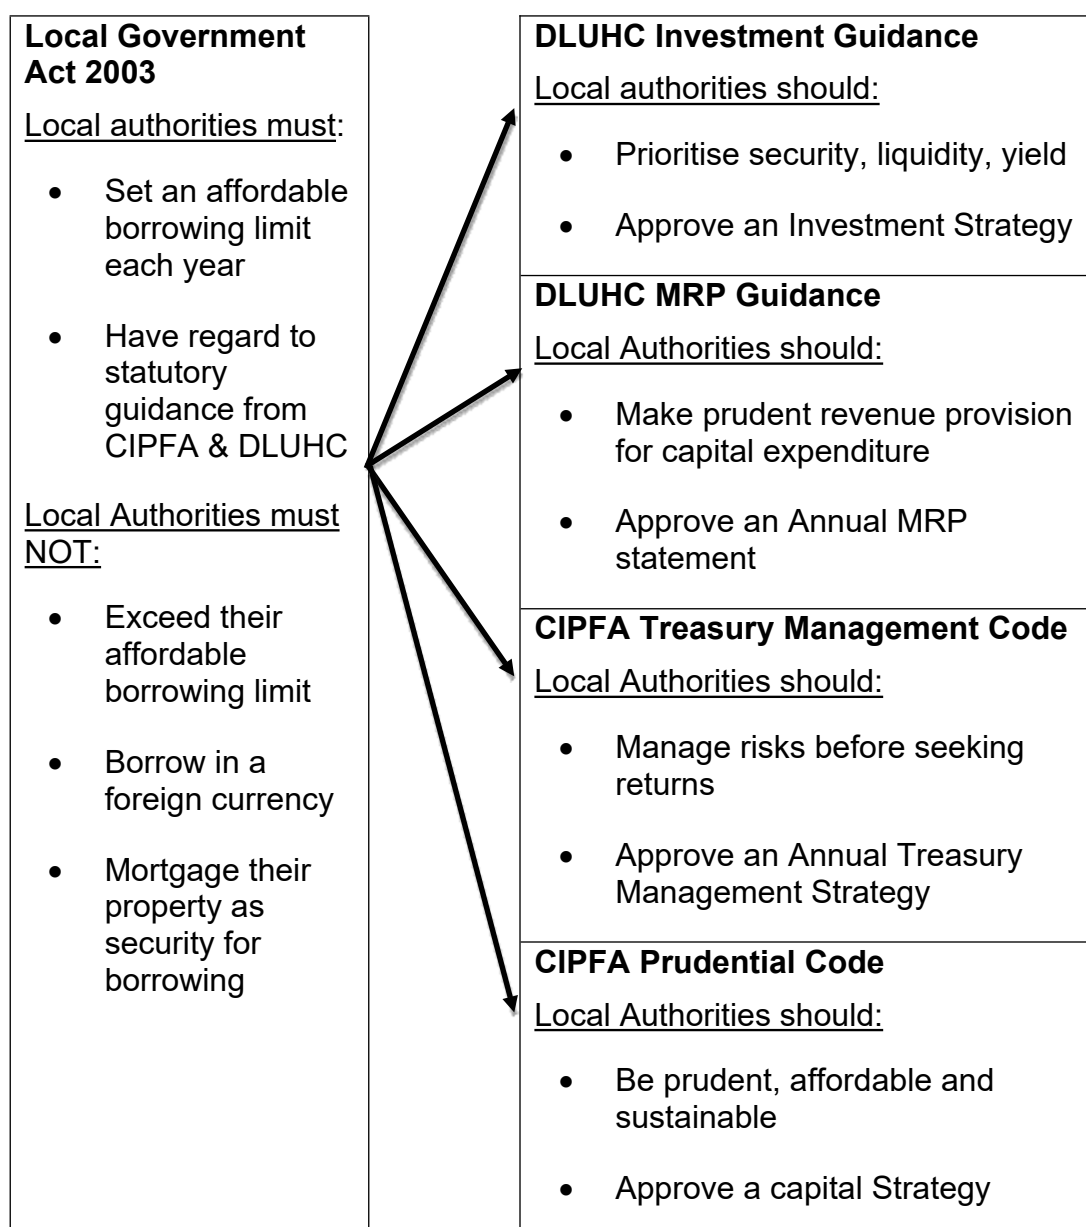 Local Government
Act 2003
Local authorities must:
• Set an affordable
borrowing limit
each year
• Have regard to
statutory
guidance from
CIPFA & DLUHC
Local Authorities must
NOT:
• Exceed their
affordable
borrowing limit
• Borrow in a
foreign currency
• Mortgage their
property as
security for
borrowing
DLUHC Investment Guidance
Local authorities should:
• Prioritise security, liquidity, yield
• Approve an Investment Strategy
DLUHC MRP Guidance
Local Authorities should:
• Make prudent revenue provision
for capital expenditure
• Approve an Annual MRP
statement
CIPFA Treasury Management Code
Local Authorities should:
• Manage risks before seeking
returns
• Approve an Annual Treasury
Management Strategy
CIPFA Prudential Code
Local Authorities should:
• Be prudent, affordable and
sustainable
• Approve a capital Strategy